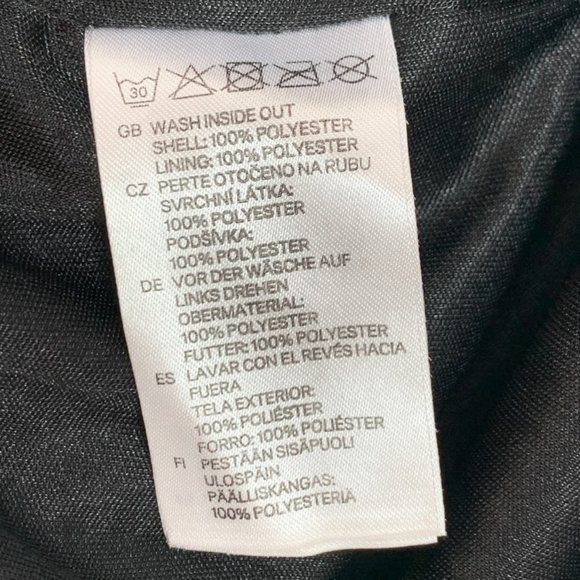 30
GB WASH INSIDE OUT
SHELL: 100% POLYESTER
LINING: 100% POLYESTER
CZ PERTE OTOČENO NA RUBU
SVRCHNÍ LÁTKA:
100% POLYESTER
PODŠÍVKA:
100% POLYESTER
DE VOR DER WÄSCHE AUF
LINKS DREHEN
OBERMATERIAL:
100% POLYESTER
FUTTER: 100% POLYESTER
ES LAVAR CON EL REVÉS HACIA
FUERA
TELA EXTERIOR:
100% POLIÉSTER
FORRO: 100% POLIÉSTER
FI PESTÄÄN SISÄPUOLI
ULOSPÄIN
PÄÄLLISKANGAS:
100% POLYESTERIÄ